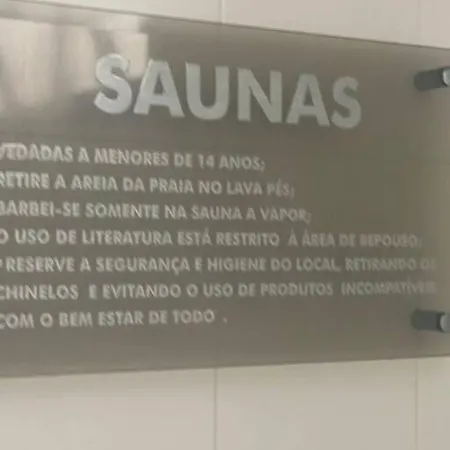 SAUNAS
VEDADAS A MENORES DE 14 ANOS;
RETIRE A AREIA DA PRAIA NO LAVA PÉS;
BARBEI-SE SOMENTE NA SAUNA A VAPOR;
O USO DE LITERATURA ESTÁ RESTRITO À ÁREA DE REPOUSO;
PRESERVE A SEGURANÇA E HIGIENE DO LOCAL, RETIRANDO OS
CHINELOS E EVITANDO O USO DE PRODUTOS INCOMPATÍVEIS
COM O BEM ESTAR DE TODO .